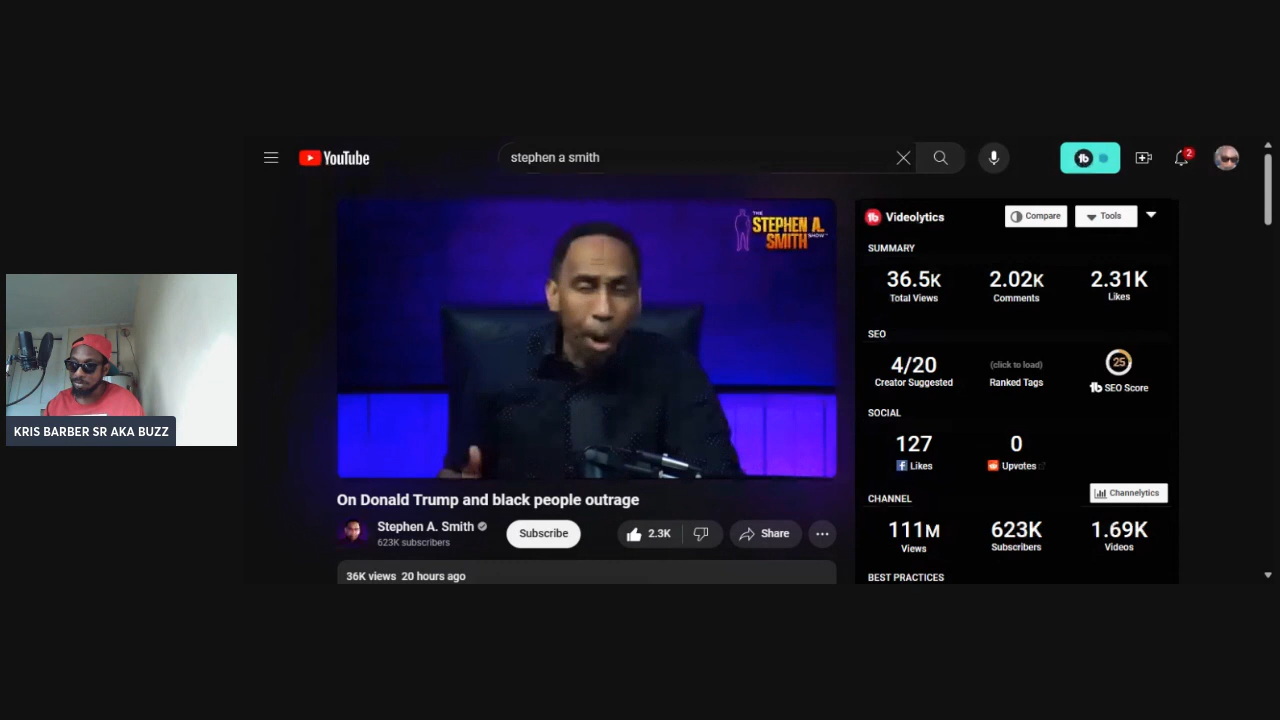 YouTube
stephen a smith
2
THE
STEPHEN A.
SMITH
SHOW
Videolytics
Compare
Tools
SUMMARY
36.5K
2.02K
2.31K
Total Views
Comments
Likes
SEO
4/20
(click to load)
25
Creator Suggested
Ranked Tags
tb SEO Score
SOCIAL
127
0
Likes
Upvotes
CHANNEL
Channelytics
111M
623K
1.69K
Views
Subscribers
Videos
BEST PRACTICES
On Donald Trump and black people outrage
Stephen A. Smith
623K subscribers
Subscribe
2.3K
Share
36K views 20 hours ago
KRIS BARBER SR AKA BUZZ